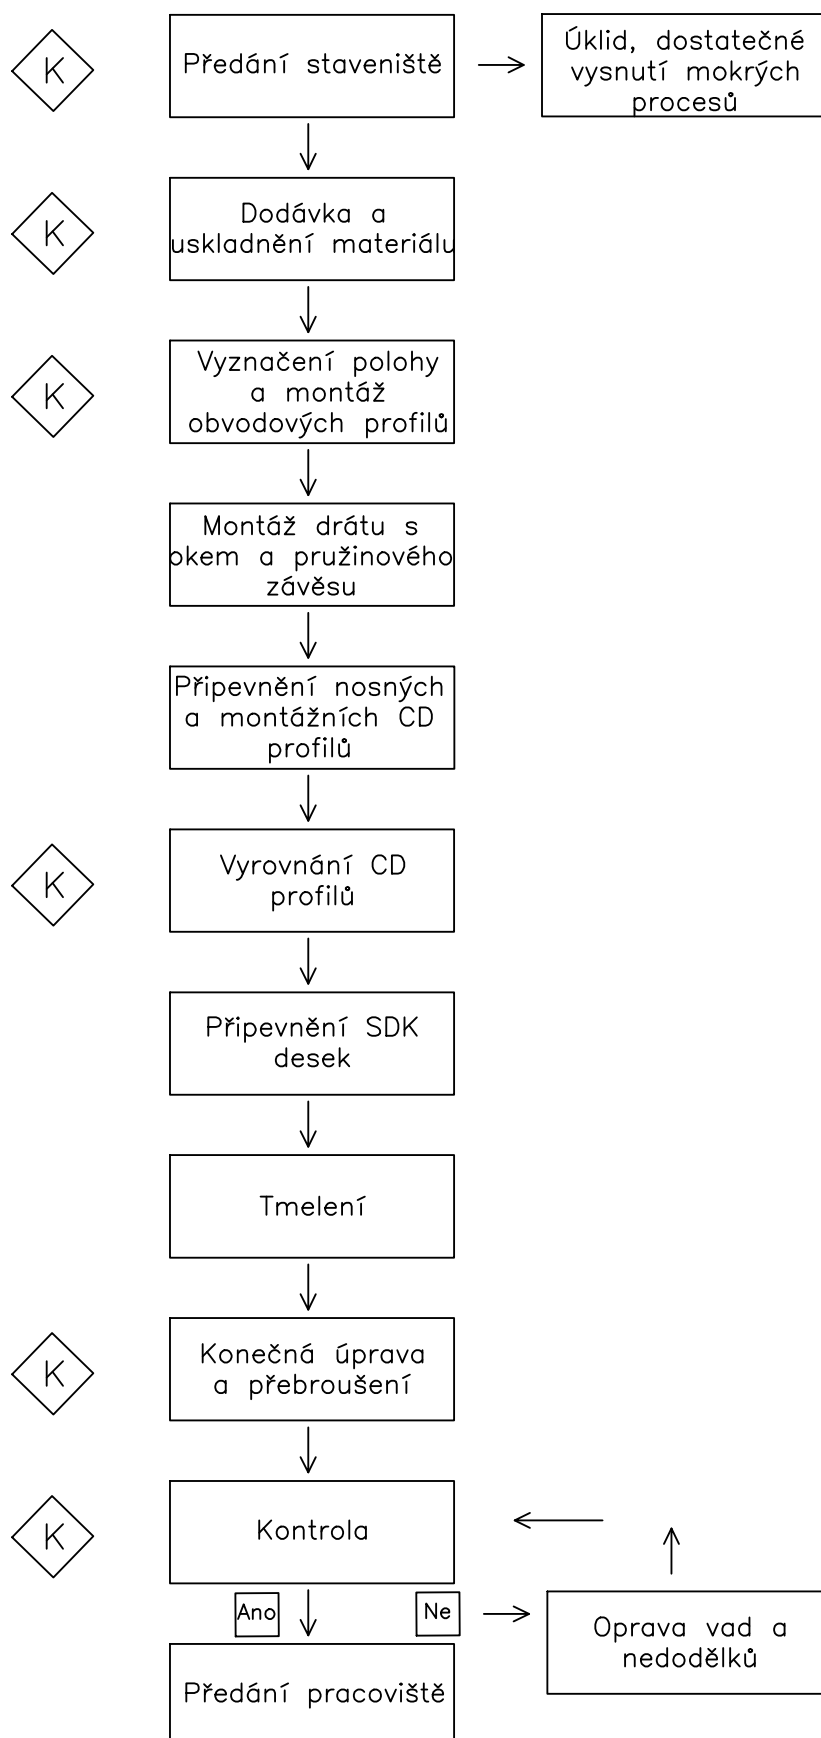 K
Předání staveniště
Úklid, dostatečné
vysnutí mokrých
procesů
K
Dodávka a
uskladnění materiálu
K
Vyznačení polohy
a montáž
obvodových profilů
Montáž drátu s
okem a pružinového
závěsu
Připevnění nosných
a montážních CD
profilů
K
Vyrovnání CD
profilů
Připevnění SDK
desek
Tmelení
K
Konečná úprava
a přebroušení
K
Kontrola
Ano
Ne
Oprava vad a
nedodělků
Předání pracoviště